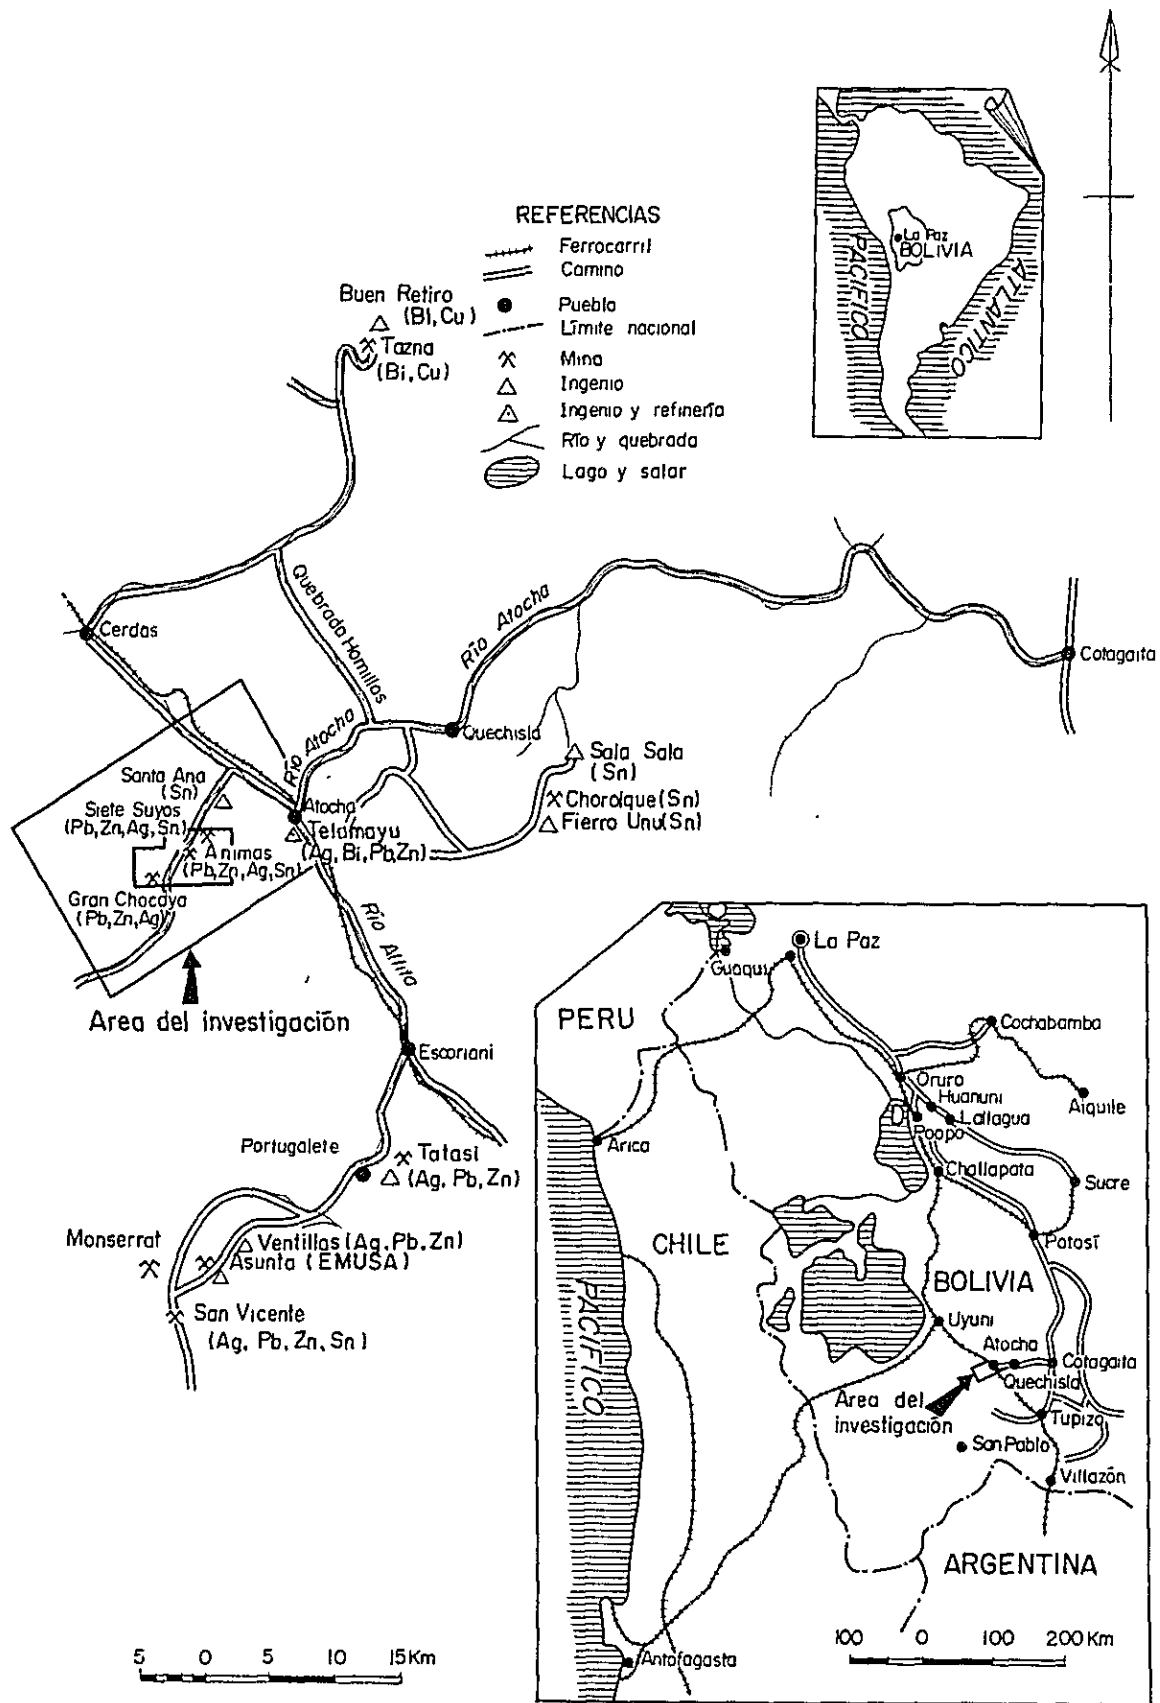 REFERENCIAS
Ferrocarril
Camino
Pueblo
Límite nacional
Mina
Ingenio
Ingenio y refinería
Río y quebrada
Lago y salar
La Paz
BOLIVIA
PACIFICO
ATLANTICO
Buen Retiro
(Bi, Cu)
Tazna
(Bi, Cu)
Cerdas
Quebrada Hornillos
Río Atocha
Cotagaita
Río Atocha
Quechisla
Sala Sala
(Sn)
Chorolque (Sn)
Fierro Unu (Sn)
Santa Ana
(Sn)
Siete Suyos
(Pb, Zn, Ag, Sn)
Atocha
Telamayu
(Ag, Bi, Pb, Zn)
Animas
(Pb, Zn, Ag, Sn)
Gran Chocaya
(Pb, Zn, Ag)
Río Allita
Area del investigación
Escoriani
Portugalete
Tatasi
(Ag, Pb, Zn)
Monserrat
Ventillas (Ag, Pb, Zn)
Asunta (EMUSA)
San Vicente
(Ag, Pb, Zn, Sn)
5 0 5 10 15 Km
La Paz
Guaqui
PERU
Cochabamba
Oruro
Huanuni
Lallagua
Aiquile
Poopo
Arica
Challapata
Sucre
CHILE
Potosí
BOLIVIA
PACIFICO
Uyuni
Atocha
Cotagaita
Quechisla
Area del
investigación
Tupiza
San Pablo
Villazón
ARGENTINA
Antofagasta
100 0 100 200 Km